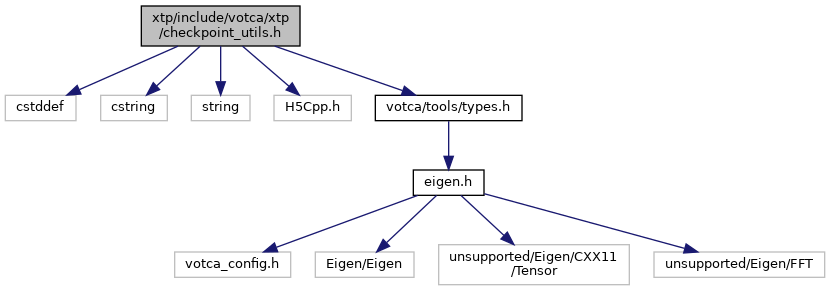 xtp/include/votca/xtp
/checkpoint_utils.h
cstddef
cstring
string
H5Cpp.h
votca/tools/types.h
eigen.h
votca_config.h
Eigen/Eigen
unsupported/Eigen/CXX11
/Tensor
unsupported/Eigen/FFT